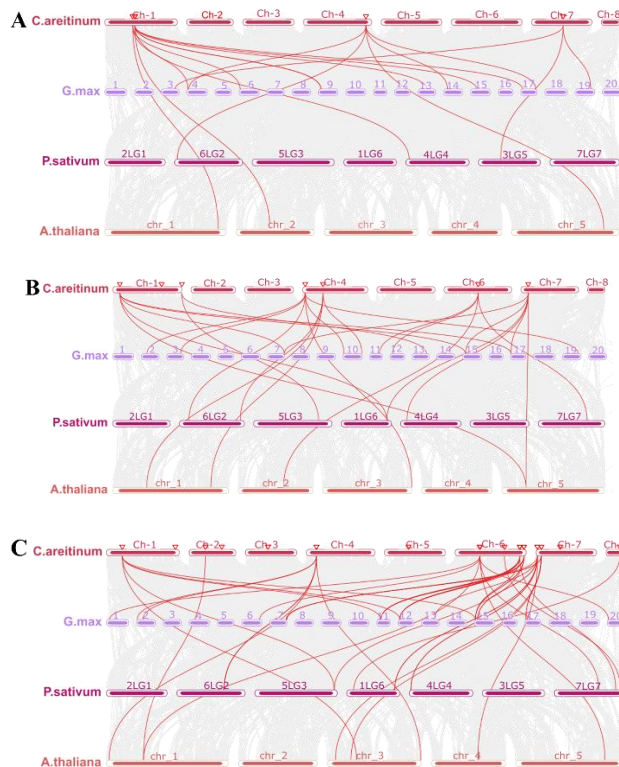 A
C.areitinum Ch-1 Ch-2 Ch-3 Ch-4 Ch-5 Ch-6 Ch-7 Ch-8
G.max 1 2 3 4 5 6 7 8 9 10 11 12 13 14 15 16 17 18 19 20
P.sativum 2LG1 6LG2 5LG3 1LG6 4LG4 3LG5 7LG7
A.thaliana chr_1 chr_2 chr_3 chr_4 chr_5
B
C.areitinum Ch-1 Ch-2 Ch-3 Ch-4 Ch-5 Ch-6 Ch-7 Ch-8
G.max 1 2 3 4 5 6 7 8 9 10 11 12 13 14 15 16 17 18 19 20
P.sativum 2LG1 6LG2 5LG3 1LG6 4LG4 3LG5 7LG7
A.thaliana chr_1 chr_2 chr_3 chr_4 chr_5
C
C.areitinum Ch-1 Ch-2 Ch-3 Ch-4 Ch-5 Ch-6 Ch-7 Ch-
G.max 1 2 3 4 5 6 7 8 9 10 11 12 13 14 15 16 17 18 19 20
P.sativum 2LG1 6LG2 5LG3 1LG6 4LG4 3LG5 7LG7
A.thaliana chr_1 chr_2 chr_3 chr_4 chr_5